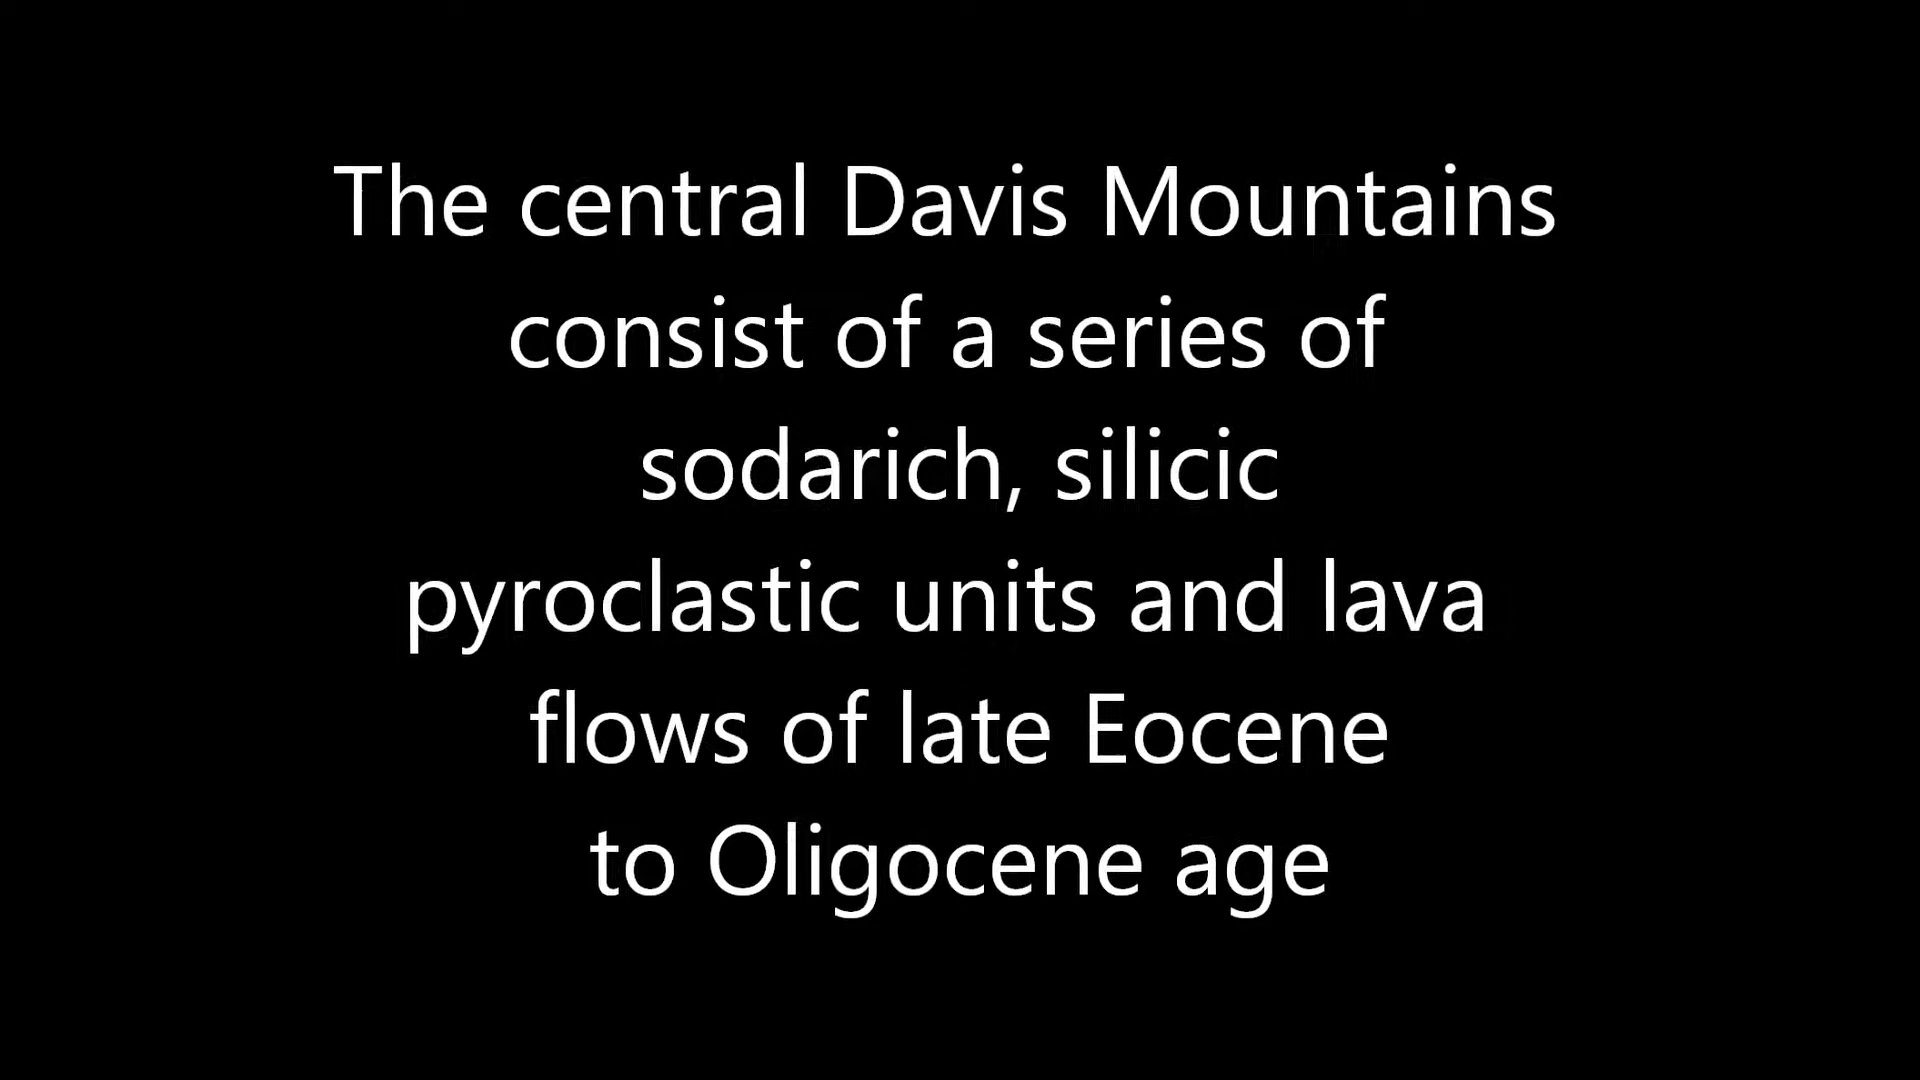 The central Davis Mountains
consist of a series of
sodarich, silicic
pyroclastic units and lava
flows of late Eocene
to Oligocene age